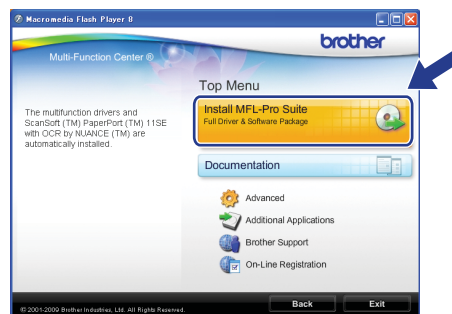 Macromedia Flash Player 8
brother
Multi-Function Center ®
Top Menu
Install MFL-Pro Suite
Full Driver & Software Package
The multifunction drivers and
ScanSoft (TM) PaperPort (TM) 11SE
with OCR by NUANCE (TM) are
automatically installed.
Documentation
Advanced
Additional Applications
Brother Support
On-Line Registration
© 2001-2009 Brother Industries, Ltd. All Rights Reserved.
Back
Exit